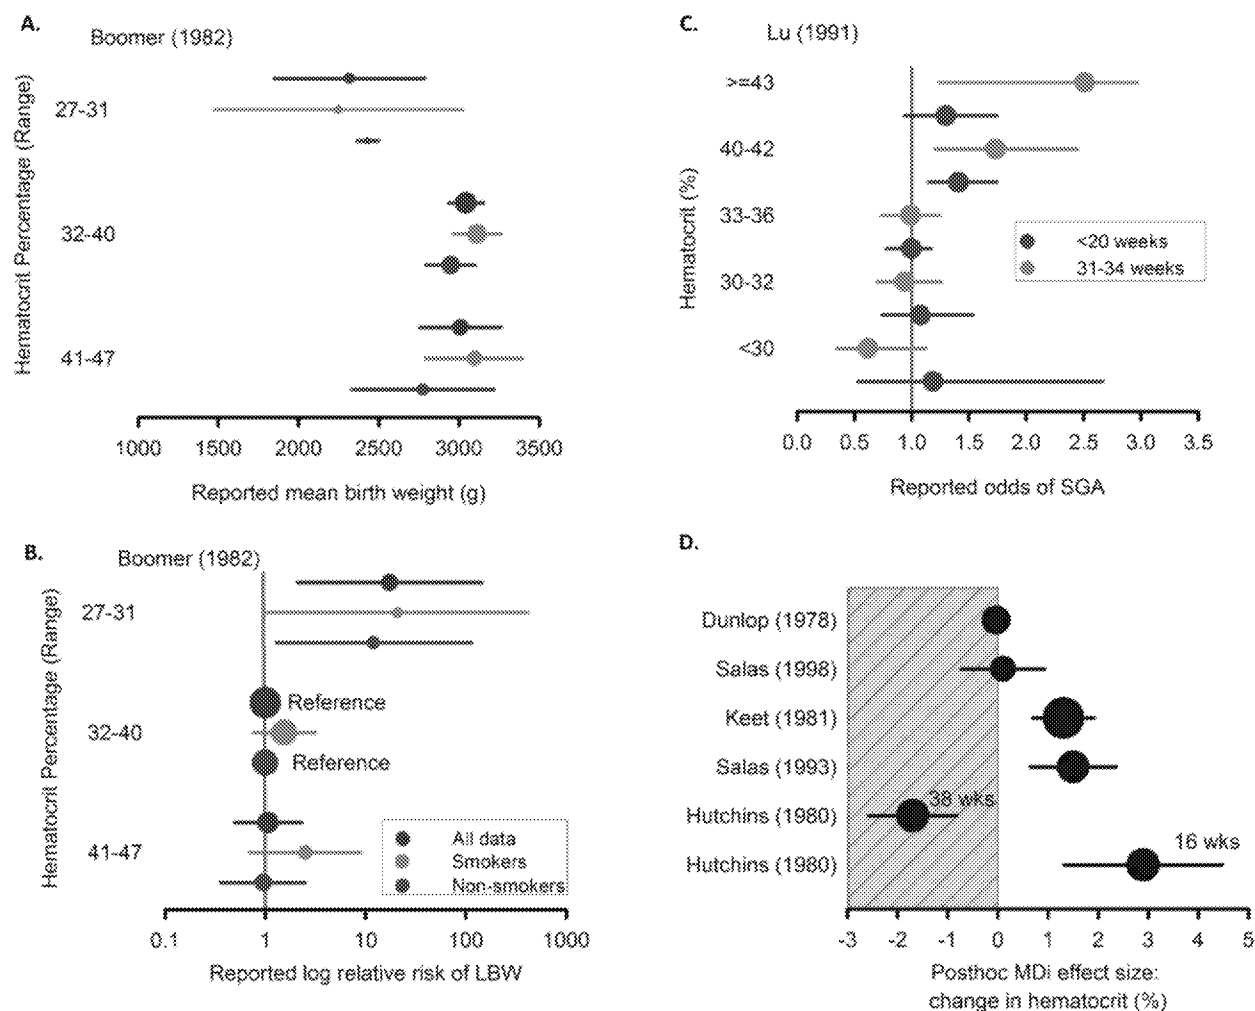 A.
Boomer (1982)
Hematocrit Percentage (Range)
27-31
32-40
41-47
1000 1500 2000 2500 3000 3500
Reported mean birth weight (g)
B.
Boomer (1982)
Hematocrit Percentage (Range)
27-31
Reference
32-40
Reference
41-47
All data
Smokers
Non-smokers
0.1 1 10 100 1000
Reported log relative risk of LBW
C.
Lu (1991)
Hematocrit (%)
>=43
40-42
33-36
30-32
<30
<20 weeks
31-34 weeks
0.0 0.5 1.0 1.5 2.0 2.5 3.0 3.5
Reported odds of SGA
D.
Dunlop (1978)
Salas (1998)
Keet (1981)
Salas (1993)
Hutchins (1980) 38 wks
Hutchins (1980) 16 wks
-3 -2 -1 0 1 2 3 4 5
Posthoc MDi effect size:
change in hematocrit (%)